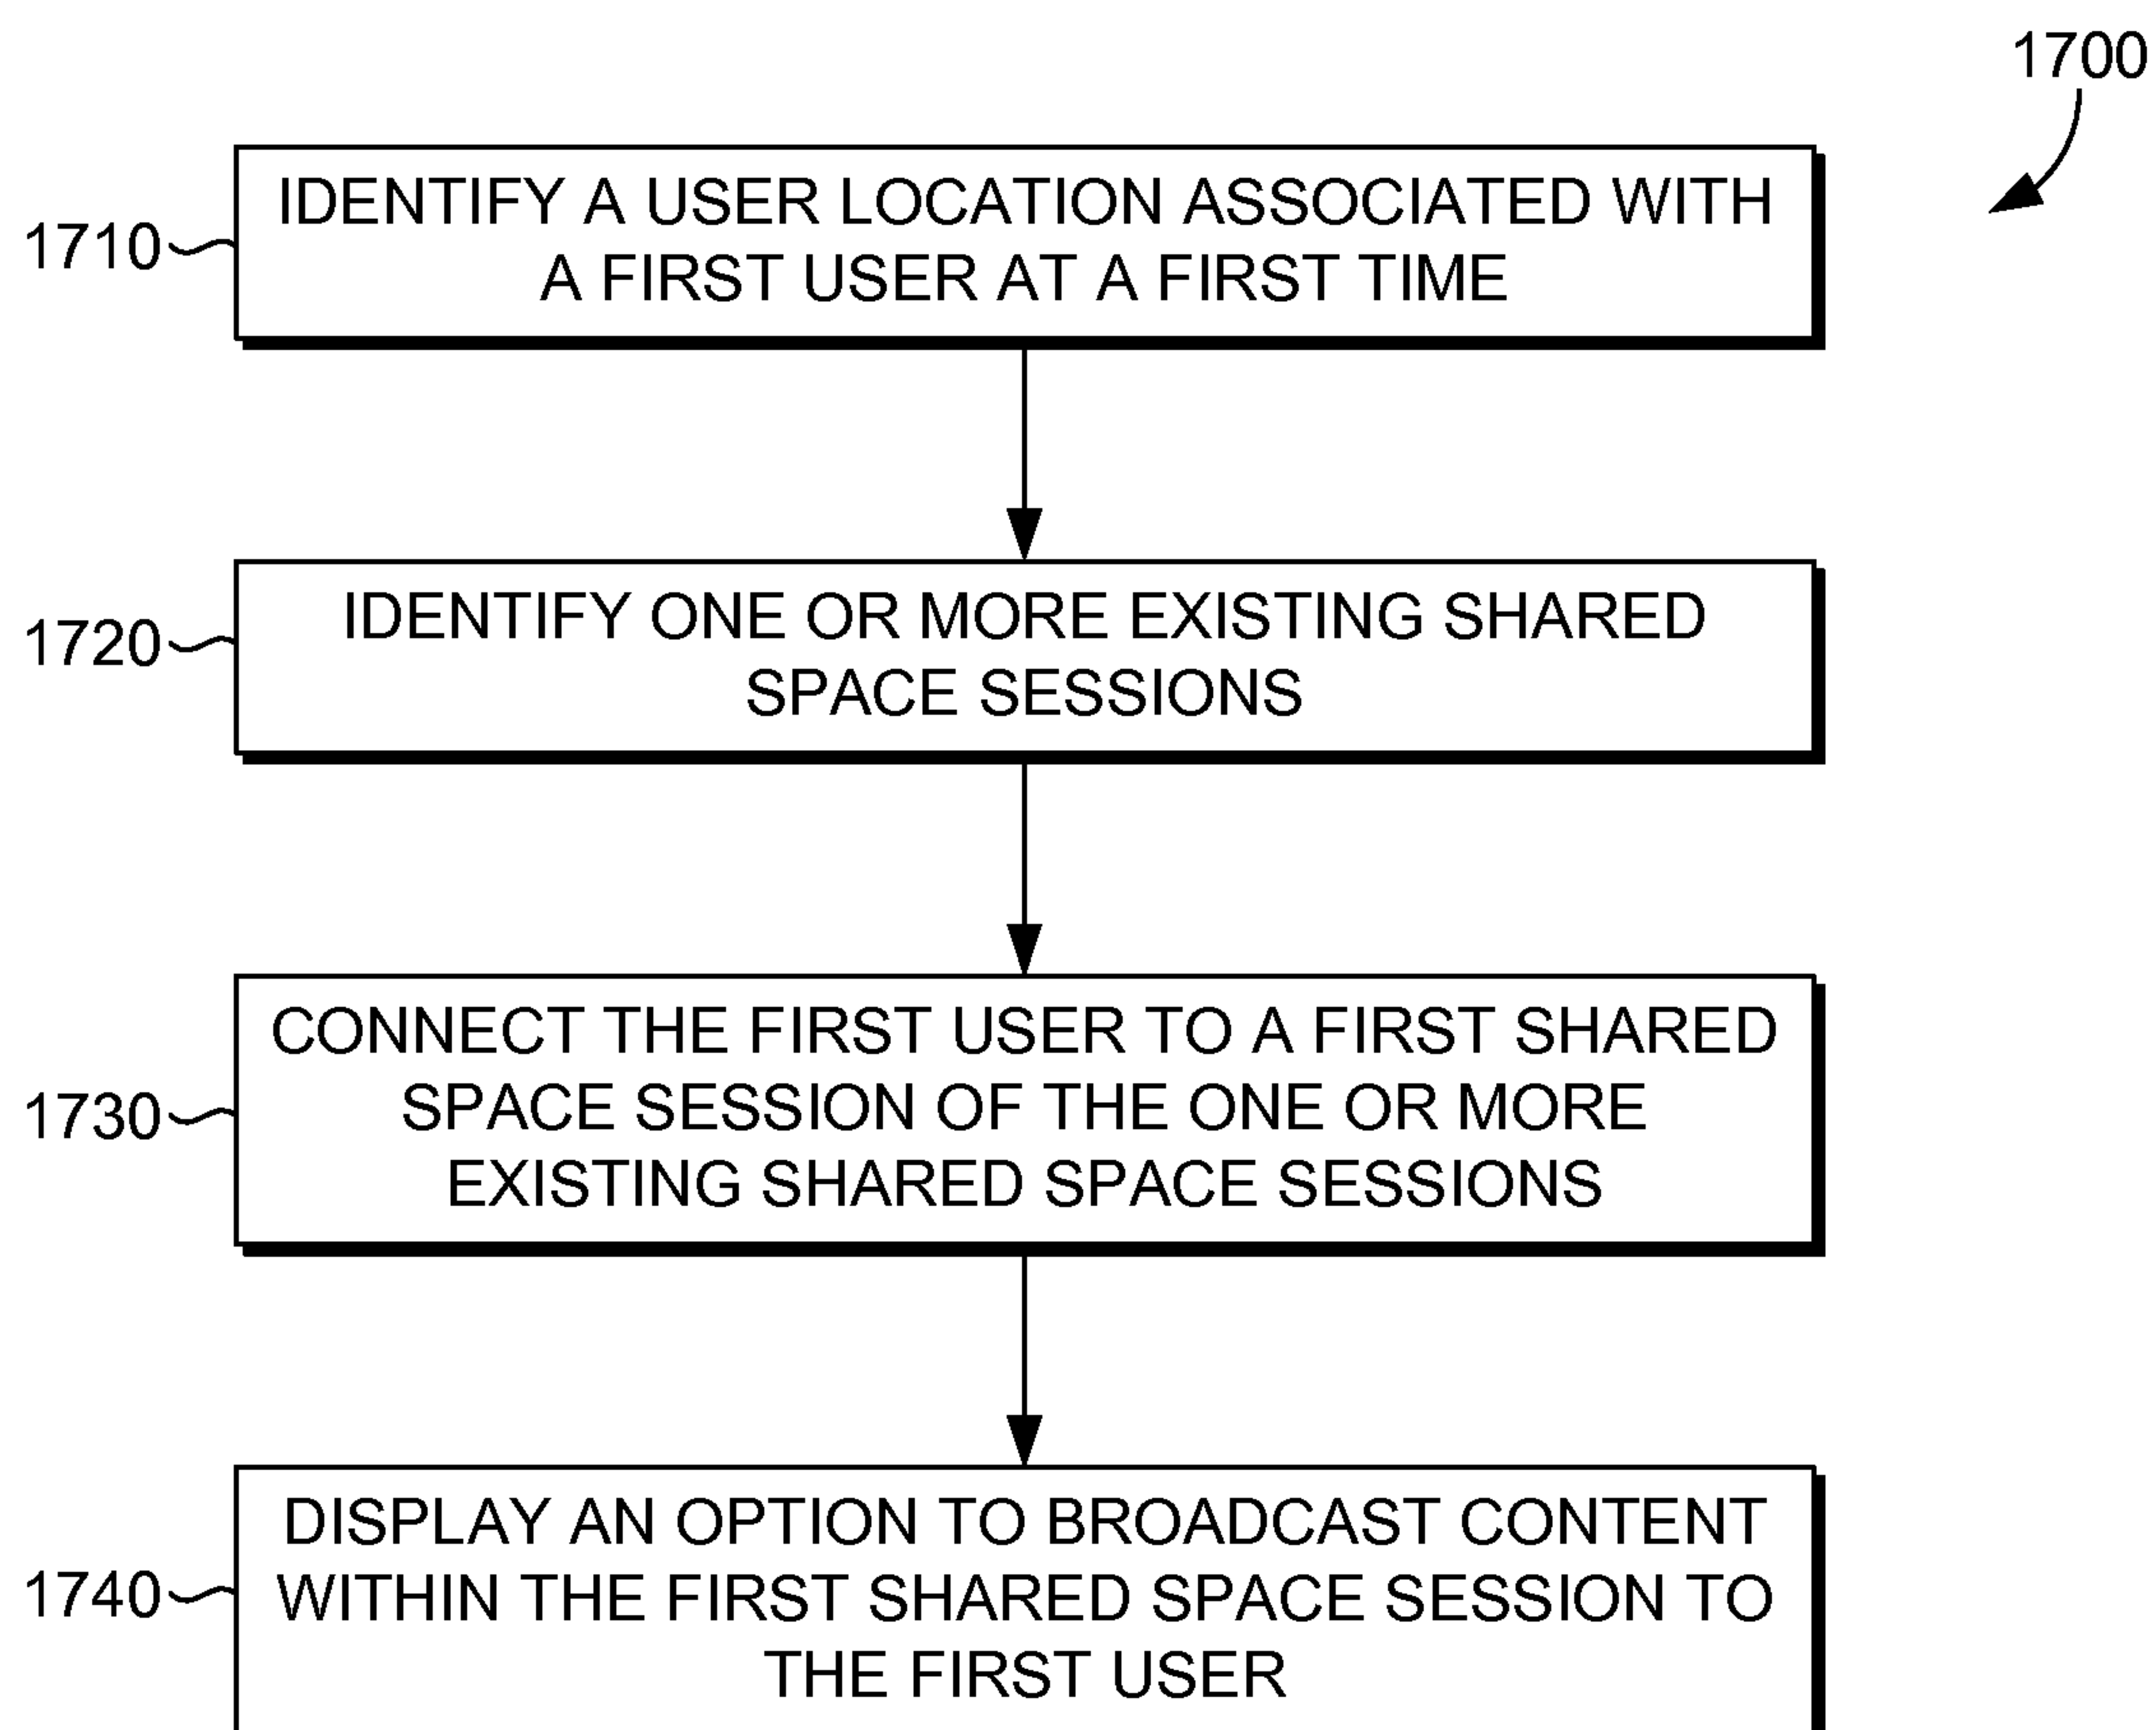 1700
1710
IDENTIFY A USER LOCATION ASSOCIATED WITH
A FIRST USER AT A FIRST TIME
1720
IDENTIFY ONE OR MORE EXISTING SHARED
SPACE SESSIONS
1730
CONNECT THE FIRST USER TO A FIRST SHARED
SPACE SESSION OF THE ONE OR MORE
EXISTING SHARED SPACE SESSIONS
1740
DISPLAY AN OPTION TO BROADCAST CONTENT
WITHIN THE FIRST SHARED SPACE SESSION TO
THE FIRST USER